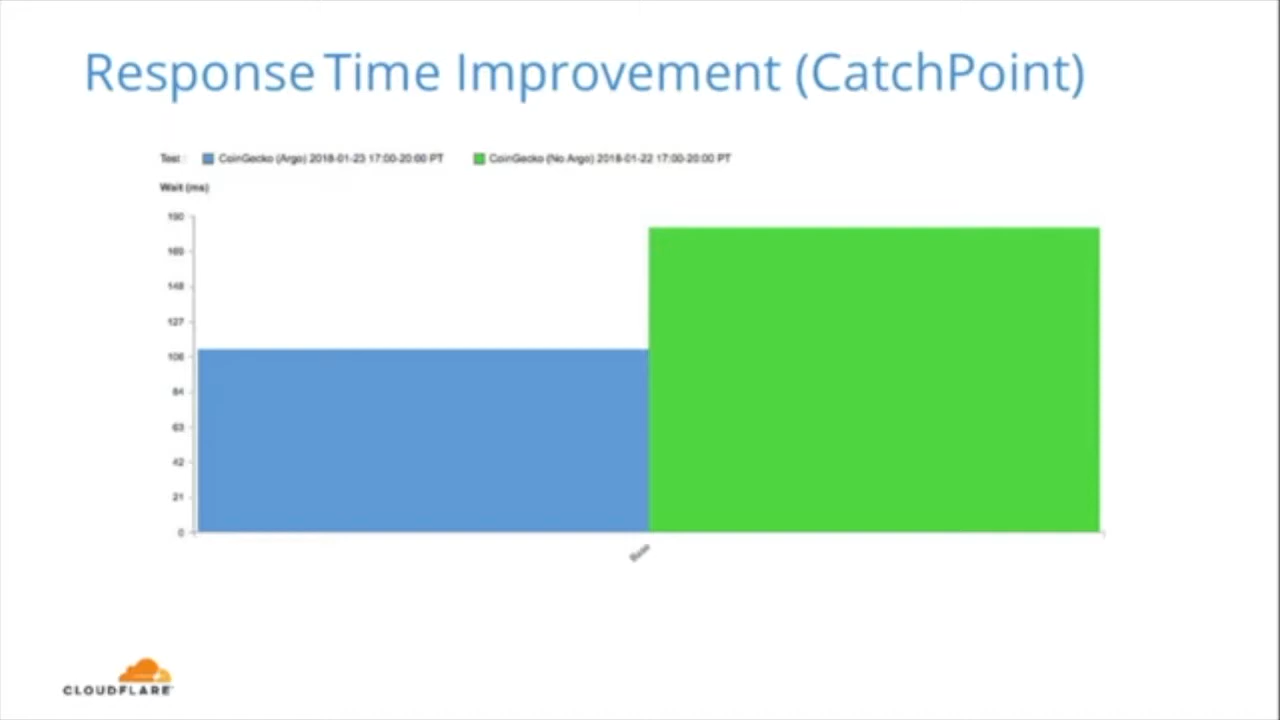 Response Time Improvement (CatchPoint)
Test: CoinGecko (Argo) 2018-01-23 17:00-20:00 PT CoinGecko (No Argo) 2018-01-22 17:00-20:00 PT
Wait (ms)
190
169
148
127
106
84
63
42
21
0
CLOUDFLARE